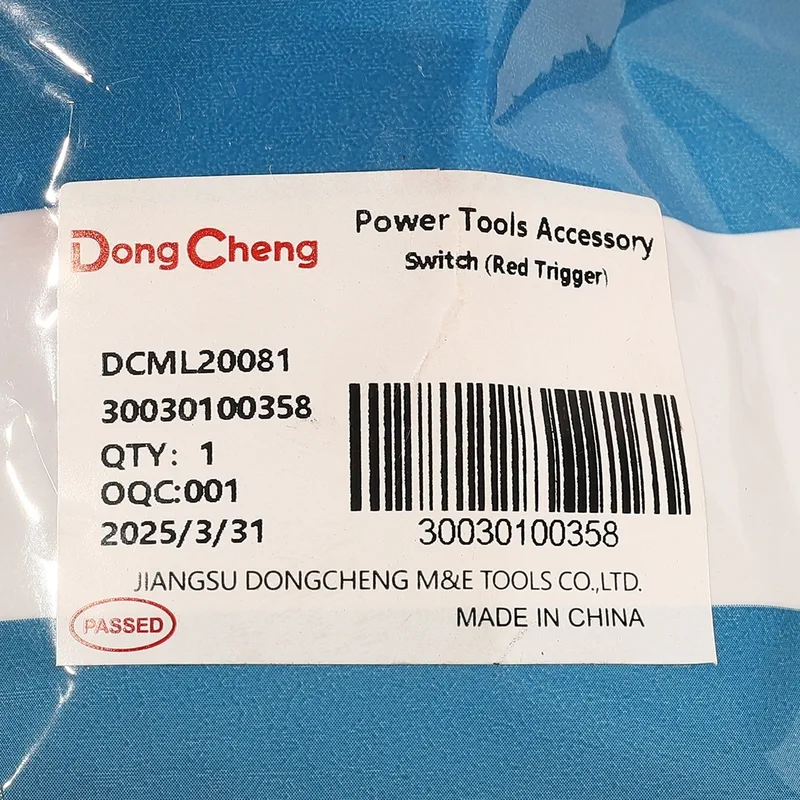 DongCheng
Power Tools Accessory
Switch (Red Trigger)
DCML20081
30030100358
QTY: 1
OQC:001
2025/3/31
30030100358
JIANGSU DONGCHENG M&E TOOLS CO.,LTD.
PASSED
MADE IN CHINA